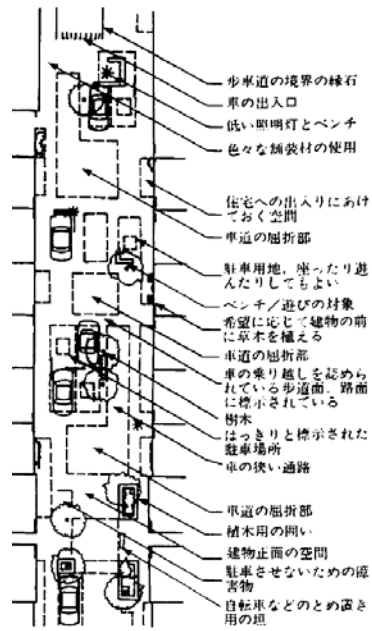 歩車道の境界の縁石
車の出入口
低い照明灯とベンチ
色々な舗装材の使用
住宅への出入りにあけ
ておく空間
車道の屈折部
駐車用地，座ったり遊
んだりしてもよい
ベンチ／遊びの対象
希望に応じて建物の前
に草木を植える
車道の屈折部
車の乗り越しを認めら
れている歩道面，路面
に標示されている
樹木
はっきりと標示された
駐車場所
車の狭い通路
車道の屈折部
植木用の囲い
建物正面の空間
駐車させないための障
害物
自転車などのとめ置き
用の垣